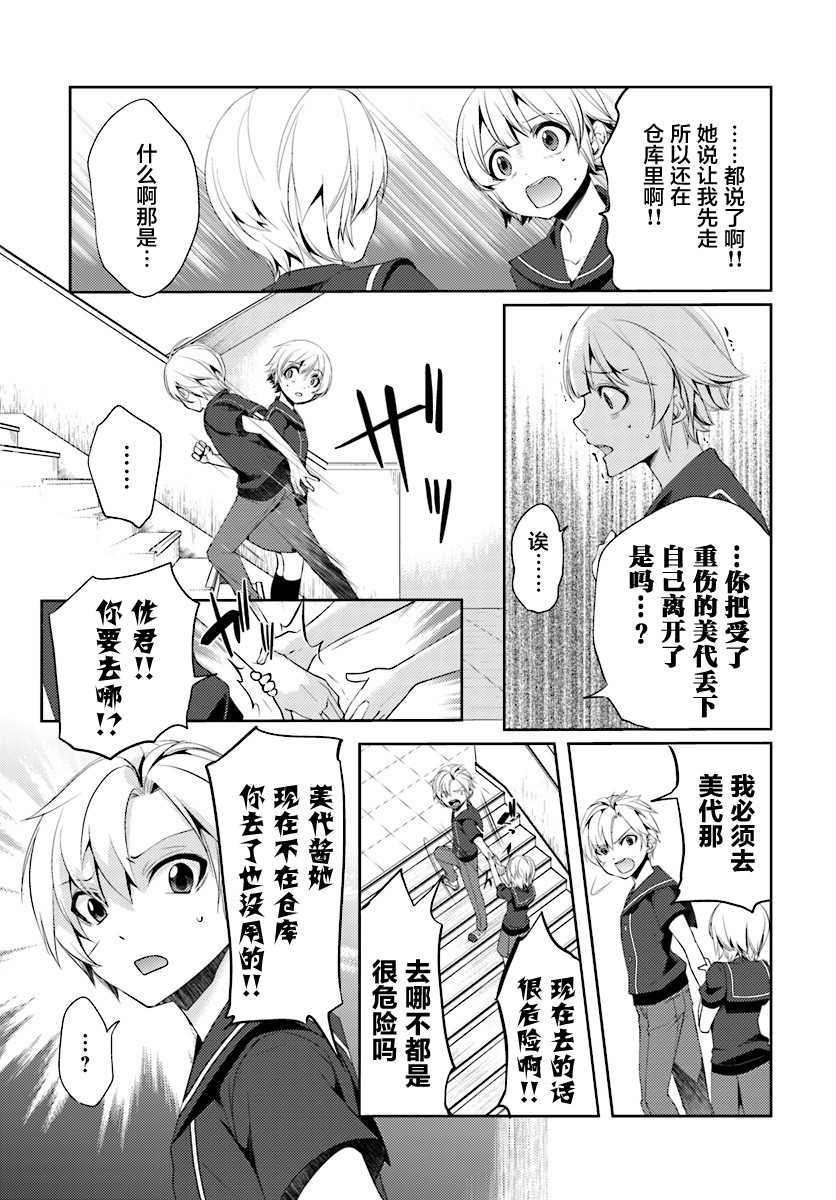 ……都说了啊!!
她说让我先走
所以还在
仓库里啊!!
什么啊那是…
…你把受了
重伤的美代丢下
自己离开了
是吗…?
诶……
……
优君!!
你要去哪!?
我必须去
美代那
现在去的话
很危险啊!!
去哪不都是
很危险吗
美代酱她
现在不在仓库
你去了也没用的!!
…?